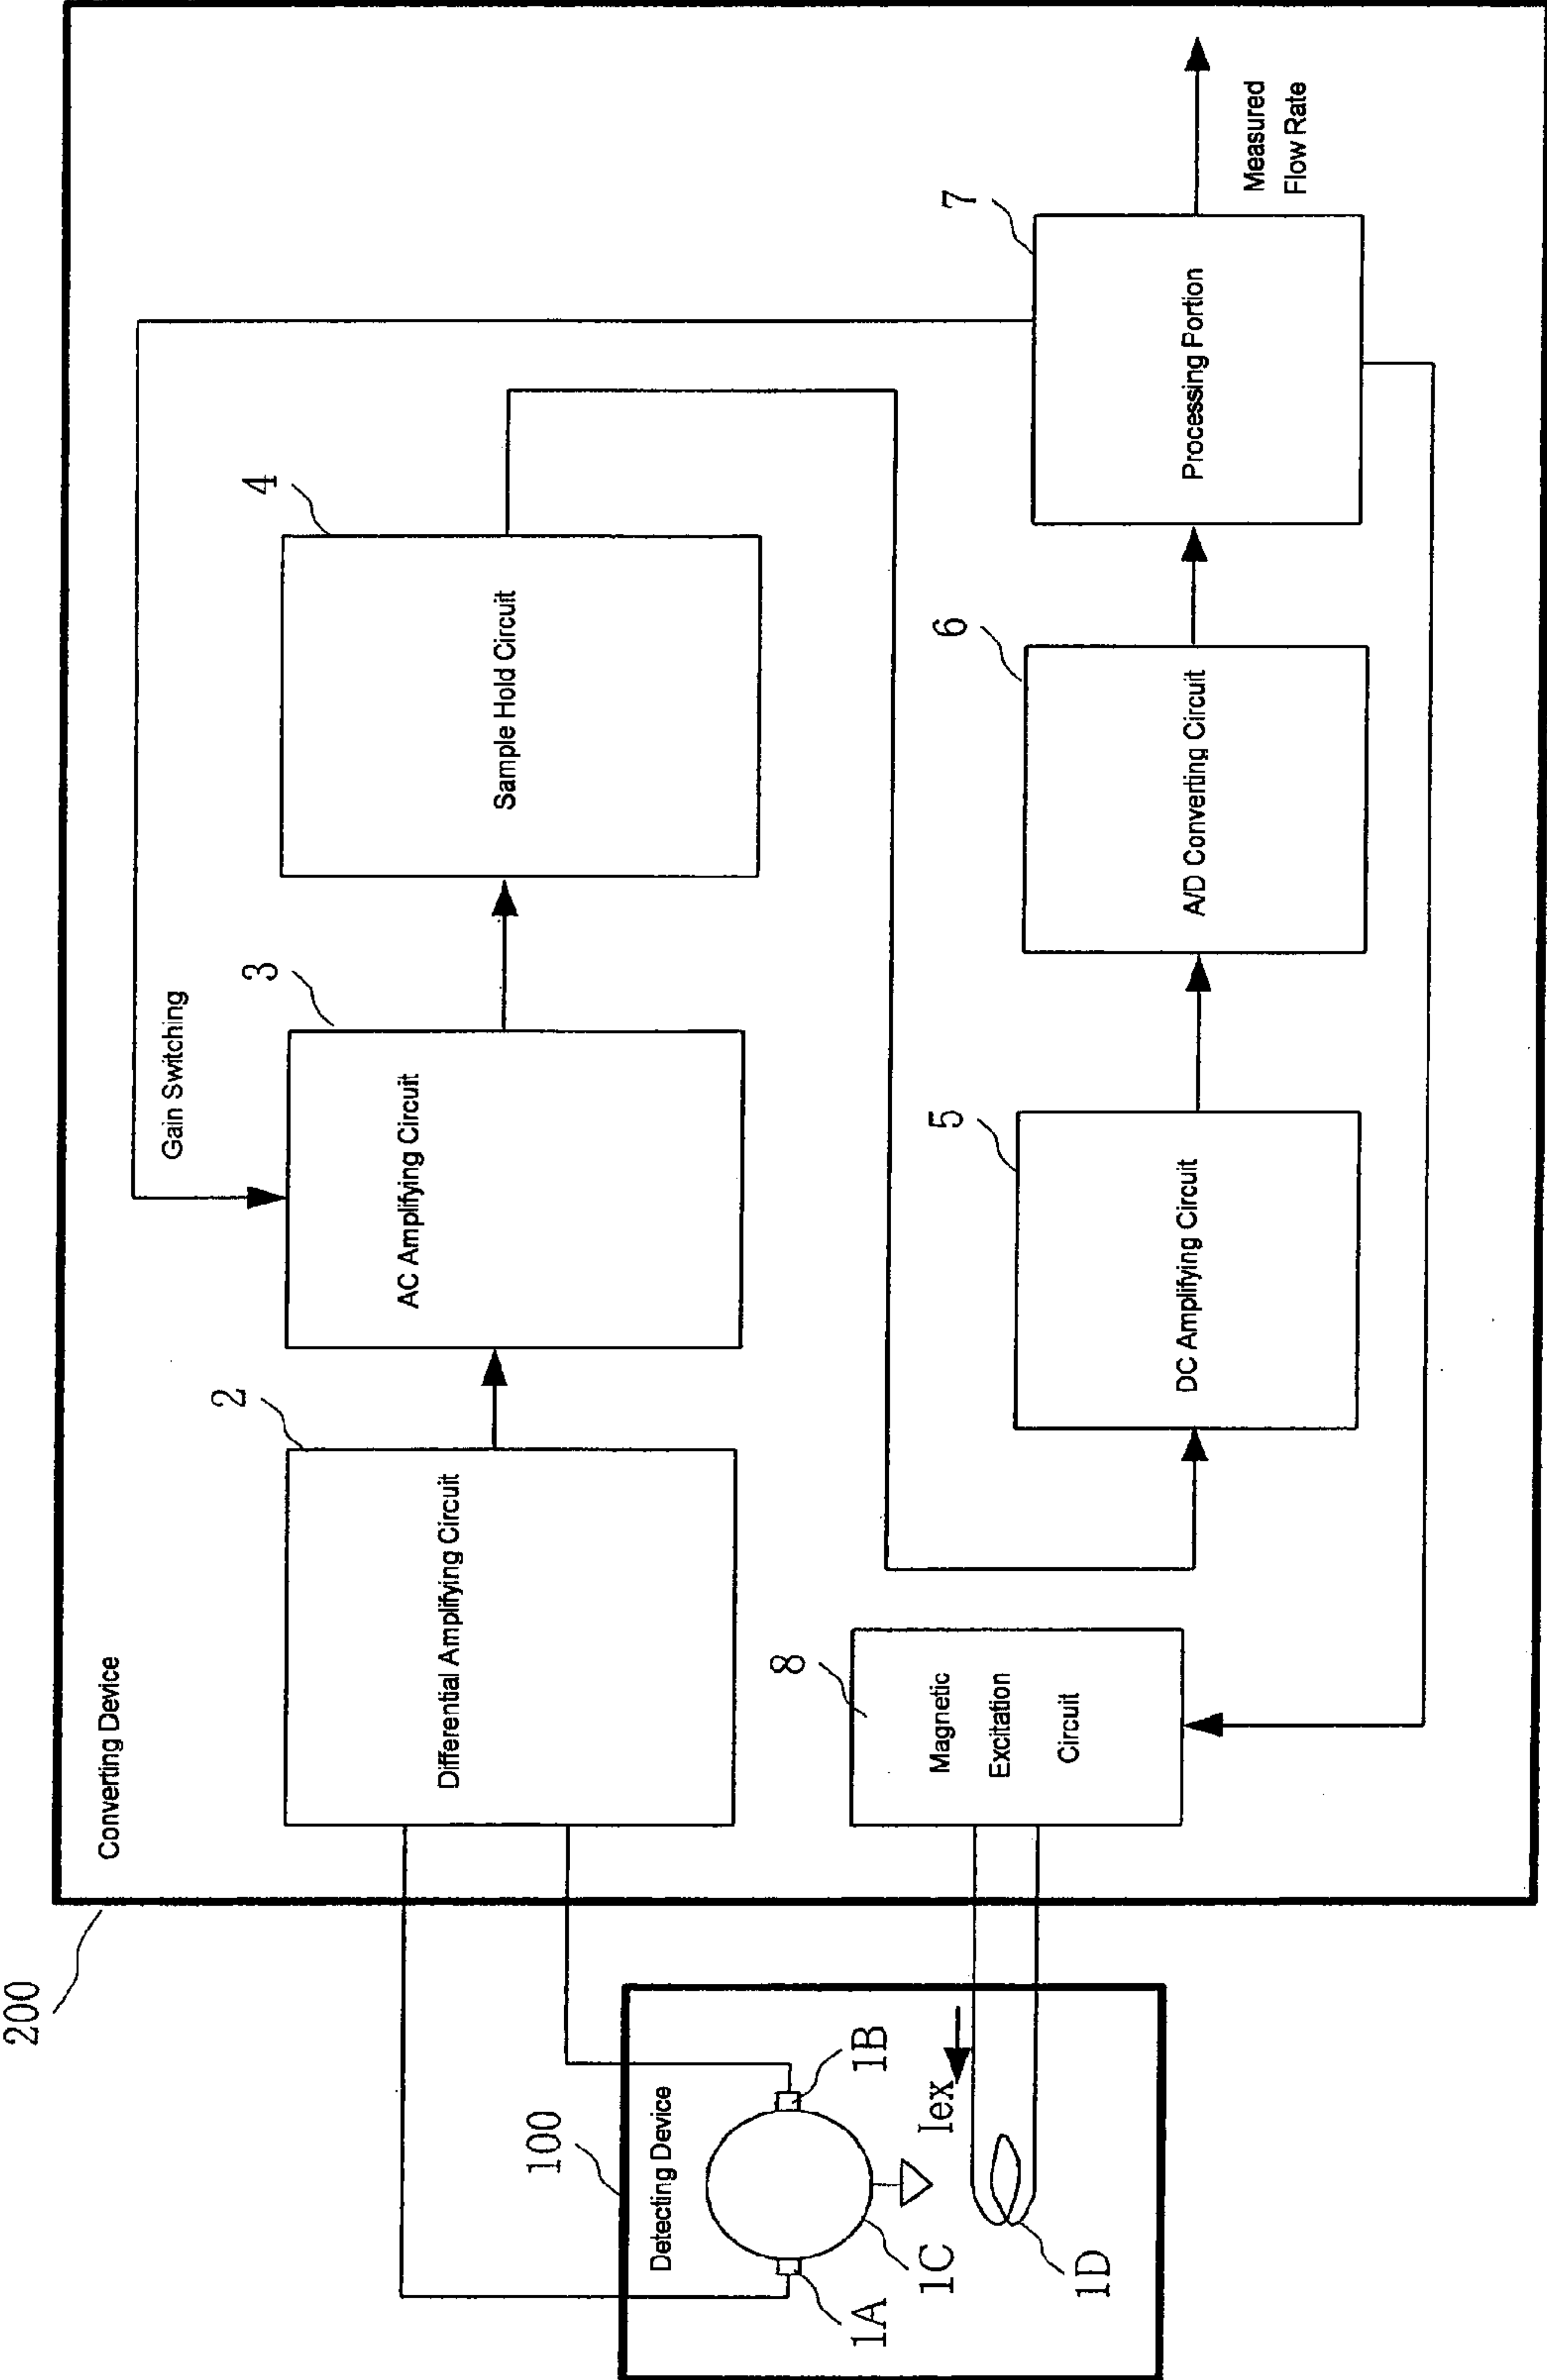 200
Converting Device
Gain Switching
2
3
4
Differential Amplifying Circuit
AC Amplifying Circuit
Sample Hold Circuit
100
Detecting Device
1A
1B
1C
Iex
1D
8
Magnetic
Excitation
Circuit
5
6
7
DC Amplifying Circuit
A/D Converting Circuit
Processing Portion
Measured
Flow Rate